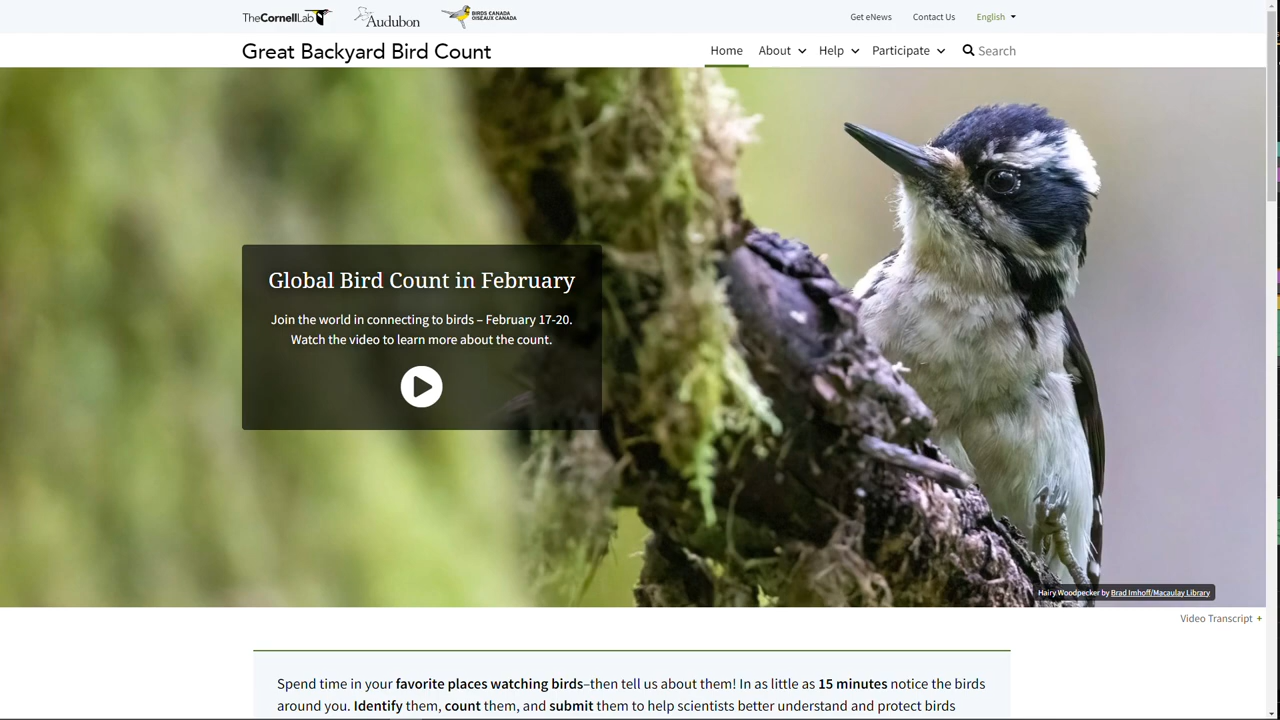 TheCornellLab
Audubon
BIRDS CANADA
OISEAUX CANADA
Get eNews
Contact Us
English
Great Backyard Bird Count
Home
About
Help
Participate
Search
Global Bird Count in February
Join the world in connecting to birds – February 17-20.
Watch the video to learn more about the count.
Hairy Woodpecker by Brad Imhoff/Macaulay Library
Video Transcript +
Spend time in your favorite places watching birds–then tell us about them! In as little as 15 minutes notice the birds
around you. Identify them, count them, and submit them to help scientists better understand and protect birds